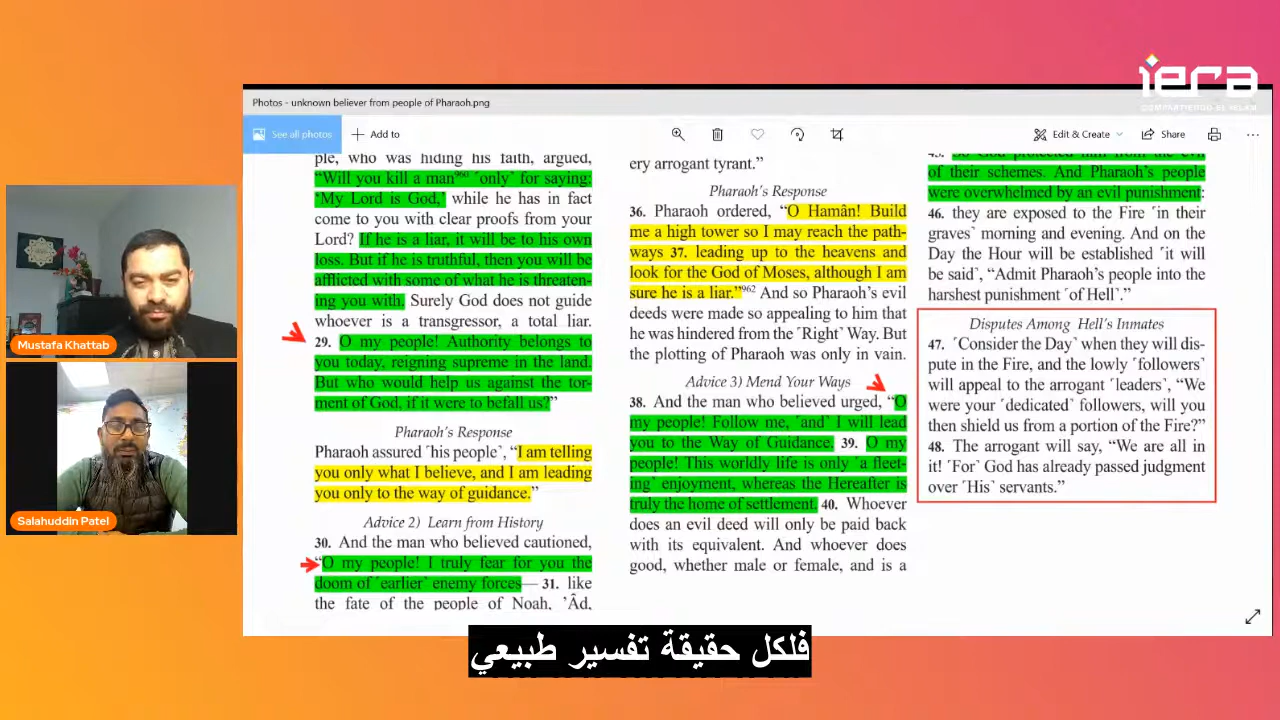 iera
COMPARTIENDO EL ISLAM
Photos - unknown believer from people of Pharaoh.png
See all photos
Add to
Edit & Create
Share
Mustafa Khattab
Salahuddin Patel
ple, who was hiding his faith, argued,
“Will you kill a man⁹⁶⁰ ˹only˺ for saying:
‘My Lord is God,’ while he has in fact
come to you with clear proofs from your
Lord? If he is a liar, it will be to his own
loss. But if he is truthful, then you will be
afflicted with some of what he is threaten-
ing you with. Surely God does not guide
whoever is a transgressor, a total liar.
29. O my people! Authority belongs to
you today, reigning supreme in the land.
But who would help us against the tor-
ment of God, if it were to befall us?”
Pharaoh’s Response
Pharaoh assured ˹his people˺, “I am telling
you only what I believe, and I am leading
you only to the way of guidance.”
Advice 2) Learn from History
30. And the man who believed cautioned,
“O my people! I truly fear for you the
doom of ˹earlier˺ enemy forces— 31. like
the fate of the people of Noah, ’Âd,
ery arrogant tyrant.”
Pharaoh’s Response
36. Pharaoh ordered, “O Hamân! Build
me a high tower so I may reach the path-
ways 37. leading up to the heavens and
look for the God of Moses, although I am
sure he is a liar.”⁹⁶² And so Pharaoh’s evil
deeds were made so appealing to him that
he was hindered from the ˹Right˺ Way. But
the plotting of Pharaoh was only in vain.
Advice 3) Mend Your Ways
38. And the man who believed urged, “O
my people! Follow me, ˹and˺ I will lead
you to the Way of Guidance. 39. O my
people! This worldly life is only ˹a fleet-
ing˺ enjoyment, whereas the Hereafter is
truly the home of settlement. 40. Whoever
does an evil deed will only be paid back
with its equivalent. And whoever does
good, whether male or female, and is a
45. So God protected him from the evil
of their schemes. And Pharaoh’s people
were overwhelmed by an evil punishment:
46. they are exposed to the Fire ˹in their
graves˺ morning and evening. And on the
Day the Hour will be established ˹it will
be said˺, “Admit Pharaoh’s people into the
harshest punishment ˹of Hell˺.”
Disputes Among Hell’s Inmates
47. ˹Consider the Day˺ when they will dis-
pute in the Fire, and the lowly ˹followers˺
will appeal to the arrogant ˹leaders˺, “We
were your ˹dedicated˺ followers, will you
then shield us from a portion of the Fire?”
48. The arrogant will say, “We are all in
it! ˹For˺ God has already passed judgment
over ˹His˺ servants.”
فلكل حقيقة تفسير طبيعي